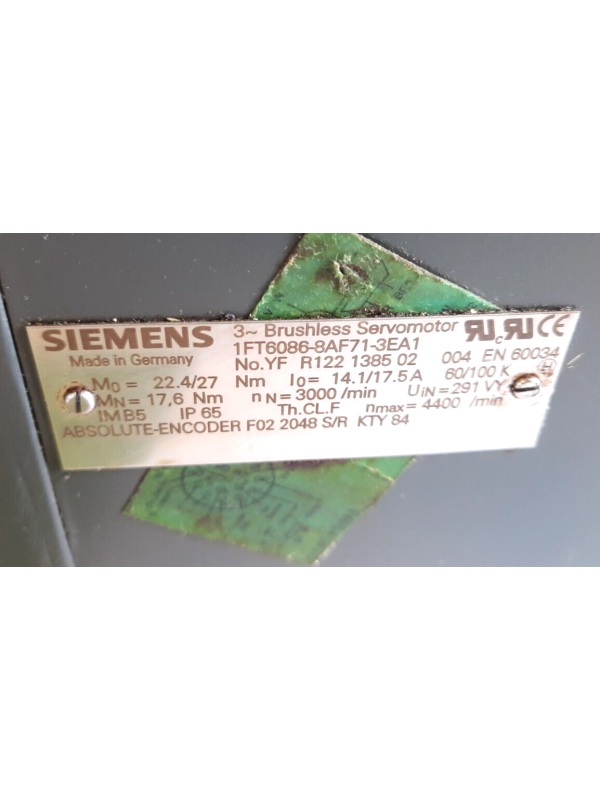 SIEMENS 3~ Brushless Servomotor
Made in Germany 1FT6086-8AF71-3EA1
No.YF R122 1385 02 004 EN 60034
M0 = 22.4/27 Nm I0 = 14.1/17.5A 60/100 K
MN = 17,6 Nm nN = 3000 /min UIN = 291 VY
IM B5 IP 65 Th.CL.F nmax = 4400 /min
ABSOLUTE-ENCODER F02 2048 S/R KTY 84